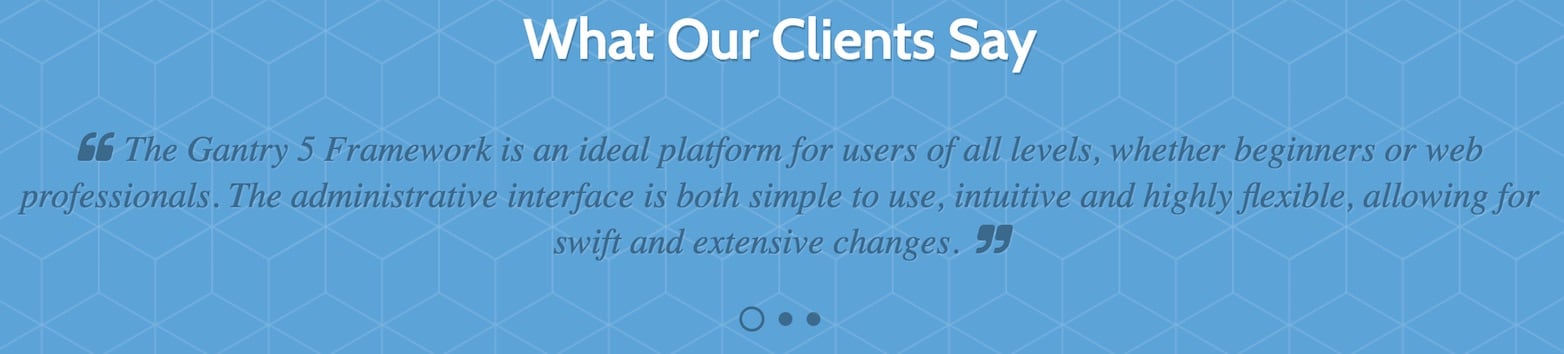 What Our Clients Say
❝ The Gantry 5 Framework is an ideal platform for users of all levels, whether beginners or web
professionals. The administrative interface is both simple to use, intuitive and highly flexible, allowing for
swift and extensive changes. ❞